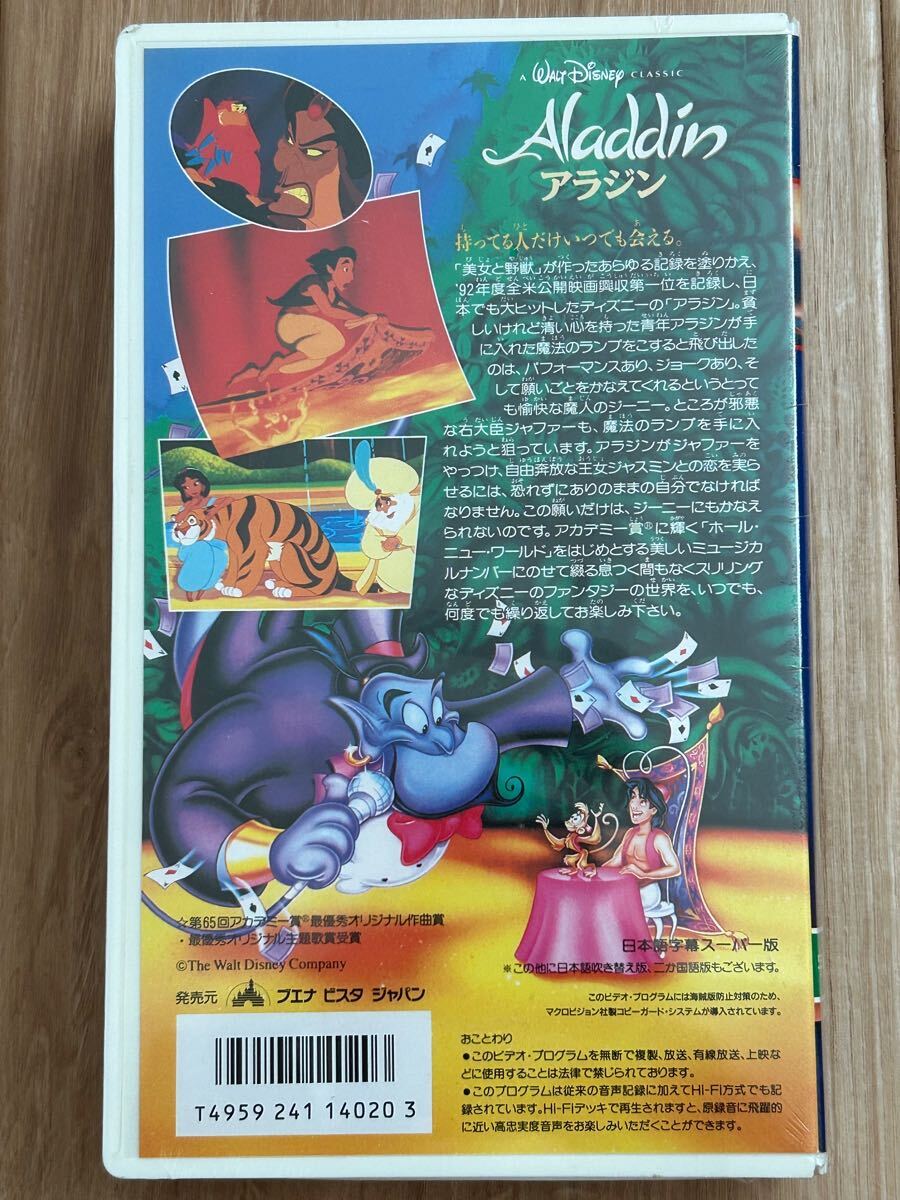 A WALT DISNEY CLASSIC
Aladdin
アラジン
持ってる人だけいつでも会える。
「美女と野獣」が作ったあらゆる記録を塗りかえ、
'92年度全米公開映画興収第一位を記録し、日
本でも大ヒットしたディズニーの「アラジン」。貧
しいけれど清い心を持った青年アラジンが手
に入れた魔法のランプをこすると飛び出した
のは、パフォーマンスあり、ジョークあり、そ
して願いごとをかなえてくれるというとって
も愉快な魔人のジーニー。ところが邪悪
な右大臣ジャファーも、魔法のランプを手に入
れようと狙っています。アラジンがジャファーを
やっつけ、自由奔放な王女ジャスミンとの恋を実ら
せるには、恐れずにありのままの自分でなければ
なりません。この願いだけは、ジーニーにもかなえ
られないのです。アカデミー賞®に輝く「ホール・
ニュー・ワールド」をはじめとする美しいミュージカ
ルナンバーにのせて綴る息つく間もなくスリリング
なディズニーのファンタジーの世界を、いつでも、
何度でも繰り返してお楽しみ下さい。
☆第65回アカデミー賞®最優秀オリジナル作曲賞
・最優秀オリジナル主題歌賞受賞
©The Walt Disney Company
発売元 ブエナ ビスタ ジャパン
日本語字幕スーパー版
※この他に日本語吹き替え版、二か国語版もございます。
このビデオ・プログラムには海賊版防止対策のため、
マクロビジョン社製コピーガード・システムが導入されています。
おことわり
●このビデオ・プログラムを無断で複製、放送、有線放送、上映な
どに使用することは法律で禁じられております。
●このプログラムは従来の音声記録に加えてHi-Fi方式でも記
録されています。Hi-Fiデッキで再生されますと、原録音に飛躍的
に近い高忠実度音声をお楽しみいただくことができます。
T4959 241 14020 3